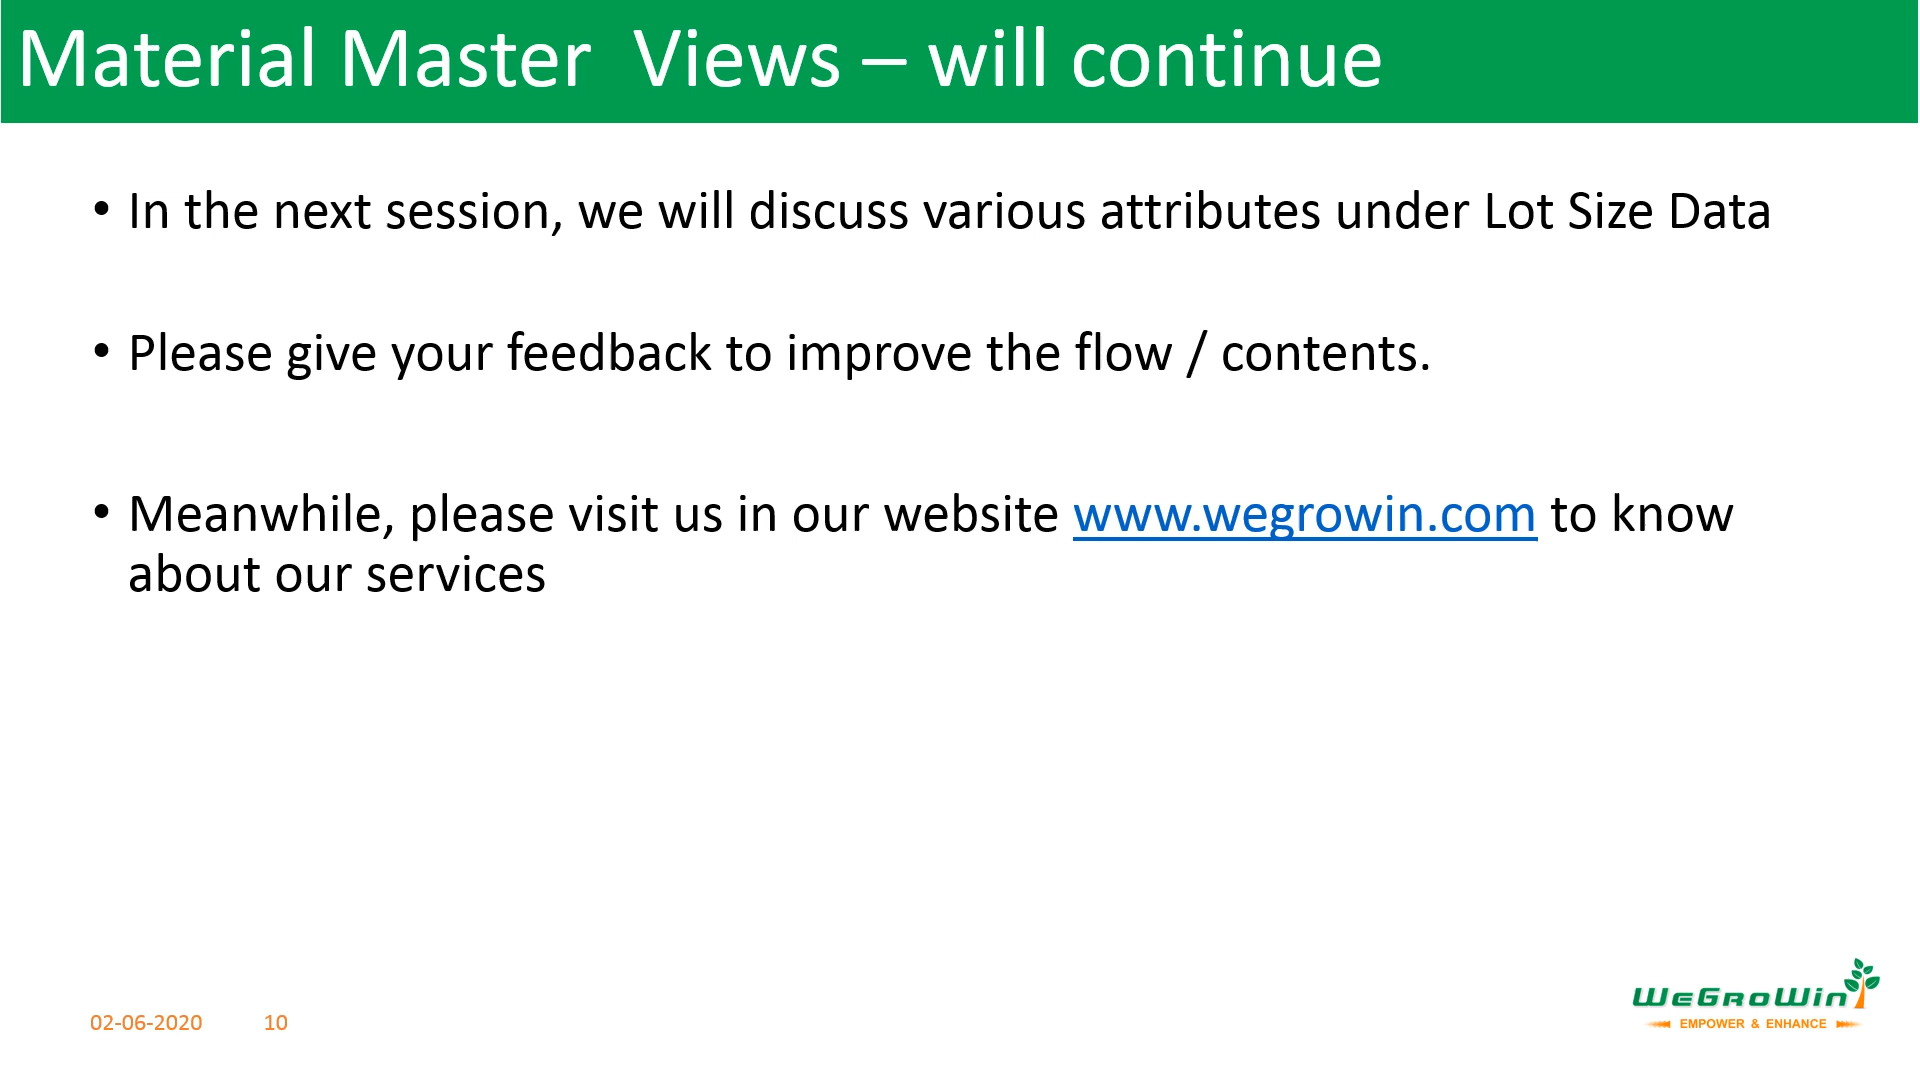 Material Master  Views – will continue
• In the next session, we will discuss various attributes under Lot Size Data
• Please give your feedback to improve the flow / contents.
• Meanwhile, please visit us in our website www.wegrowin.com to know
about our services
02-06-2020 10
WeGroWin
EMPOWER & ENHANCE